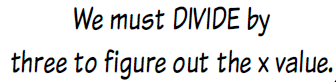 We must DIVIDE by
three to figure out the x value.